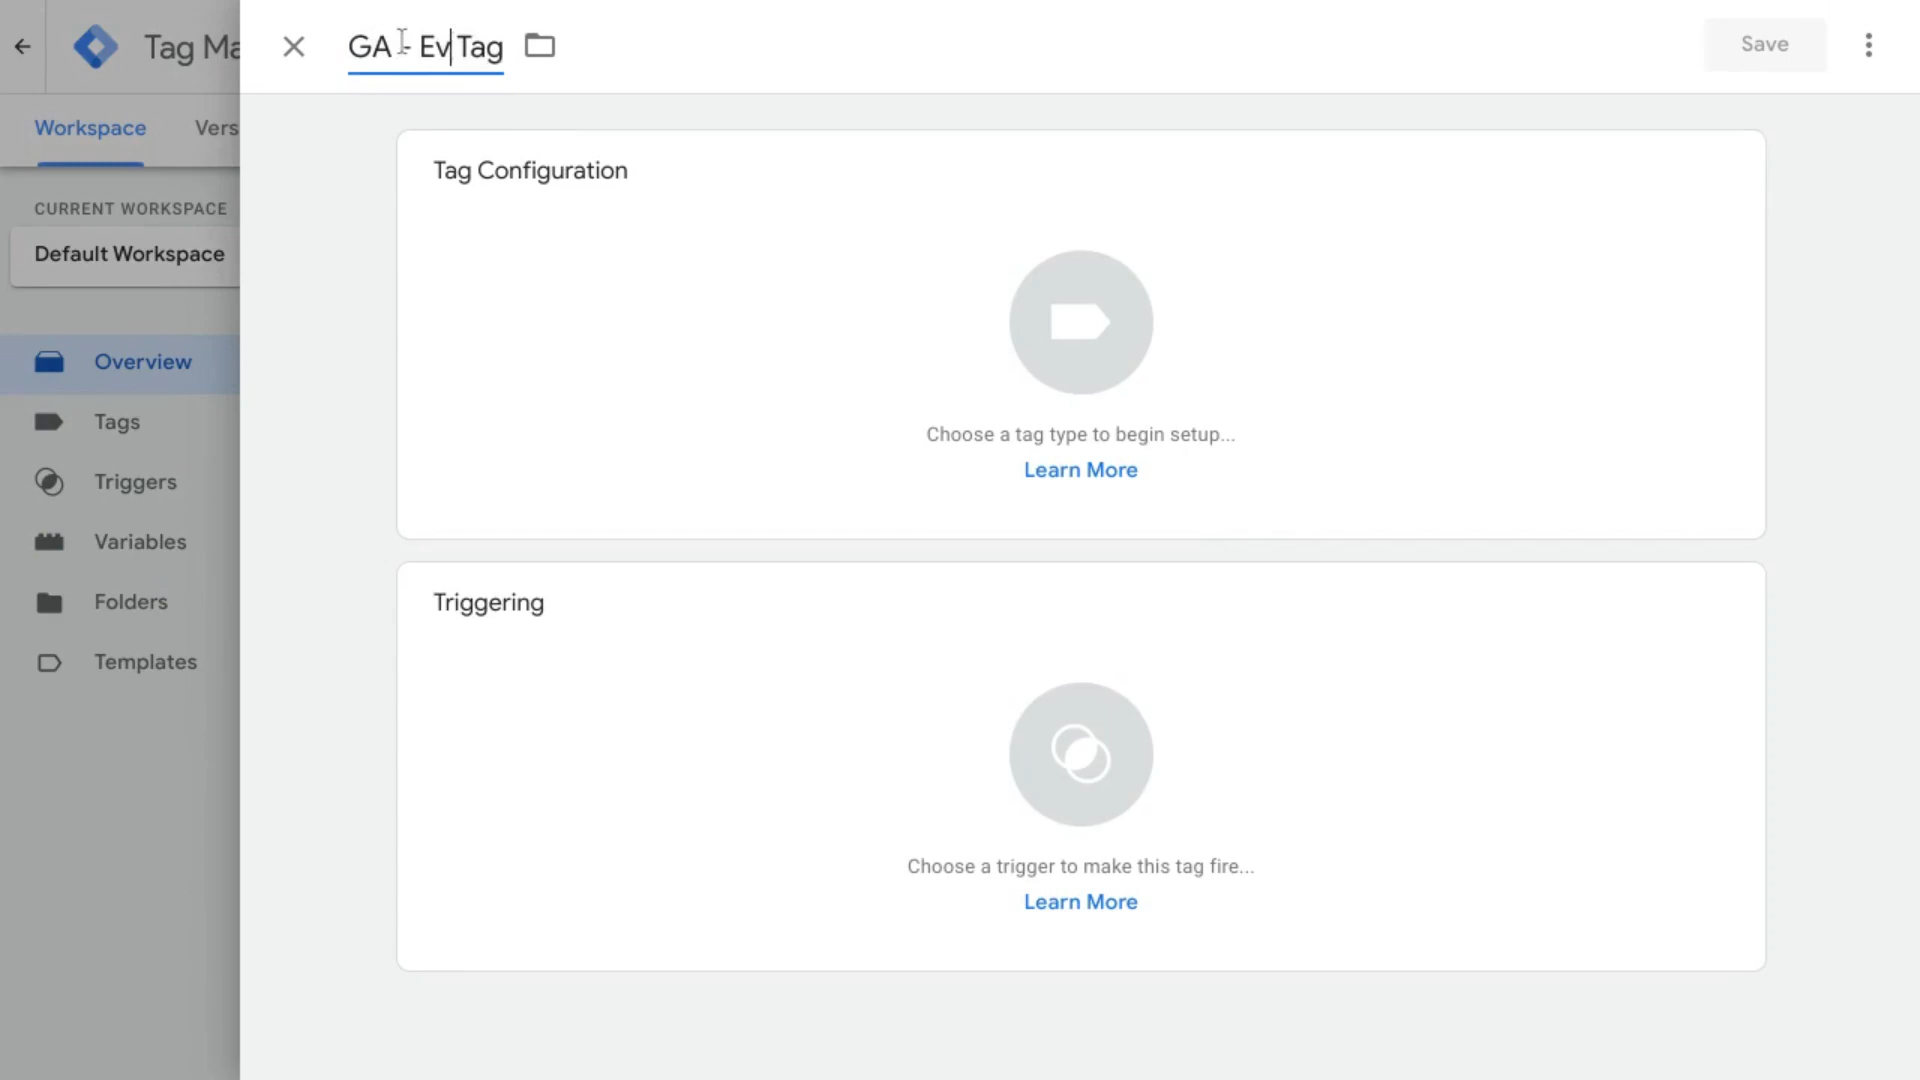 Tag Ma
GA - Ev Tag
Save
Workspace
Vers
CURRENT WORKSPACE
Default Workspace
Overview
Tags
Triggers
Variables
Folders
Templates
Tag Configuration
Choose a tag type to begin setup...
Learn More
Triggering
Choose a trigger to make this tag fire...
Learn More